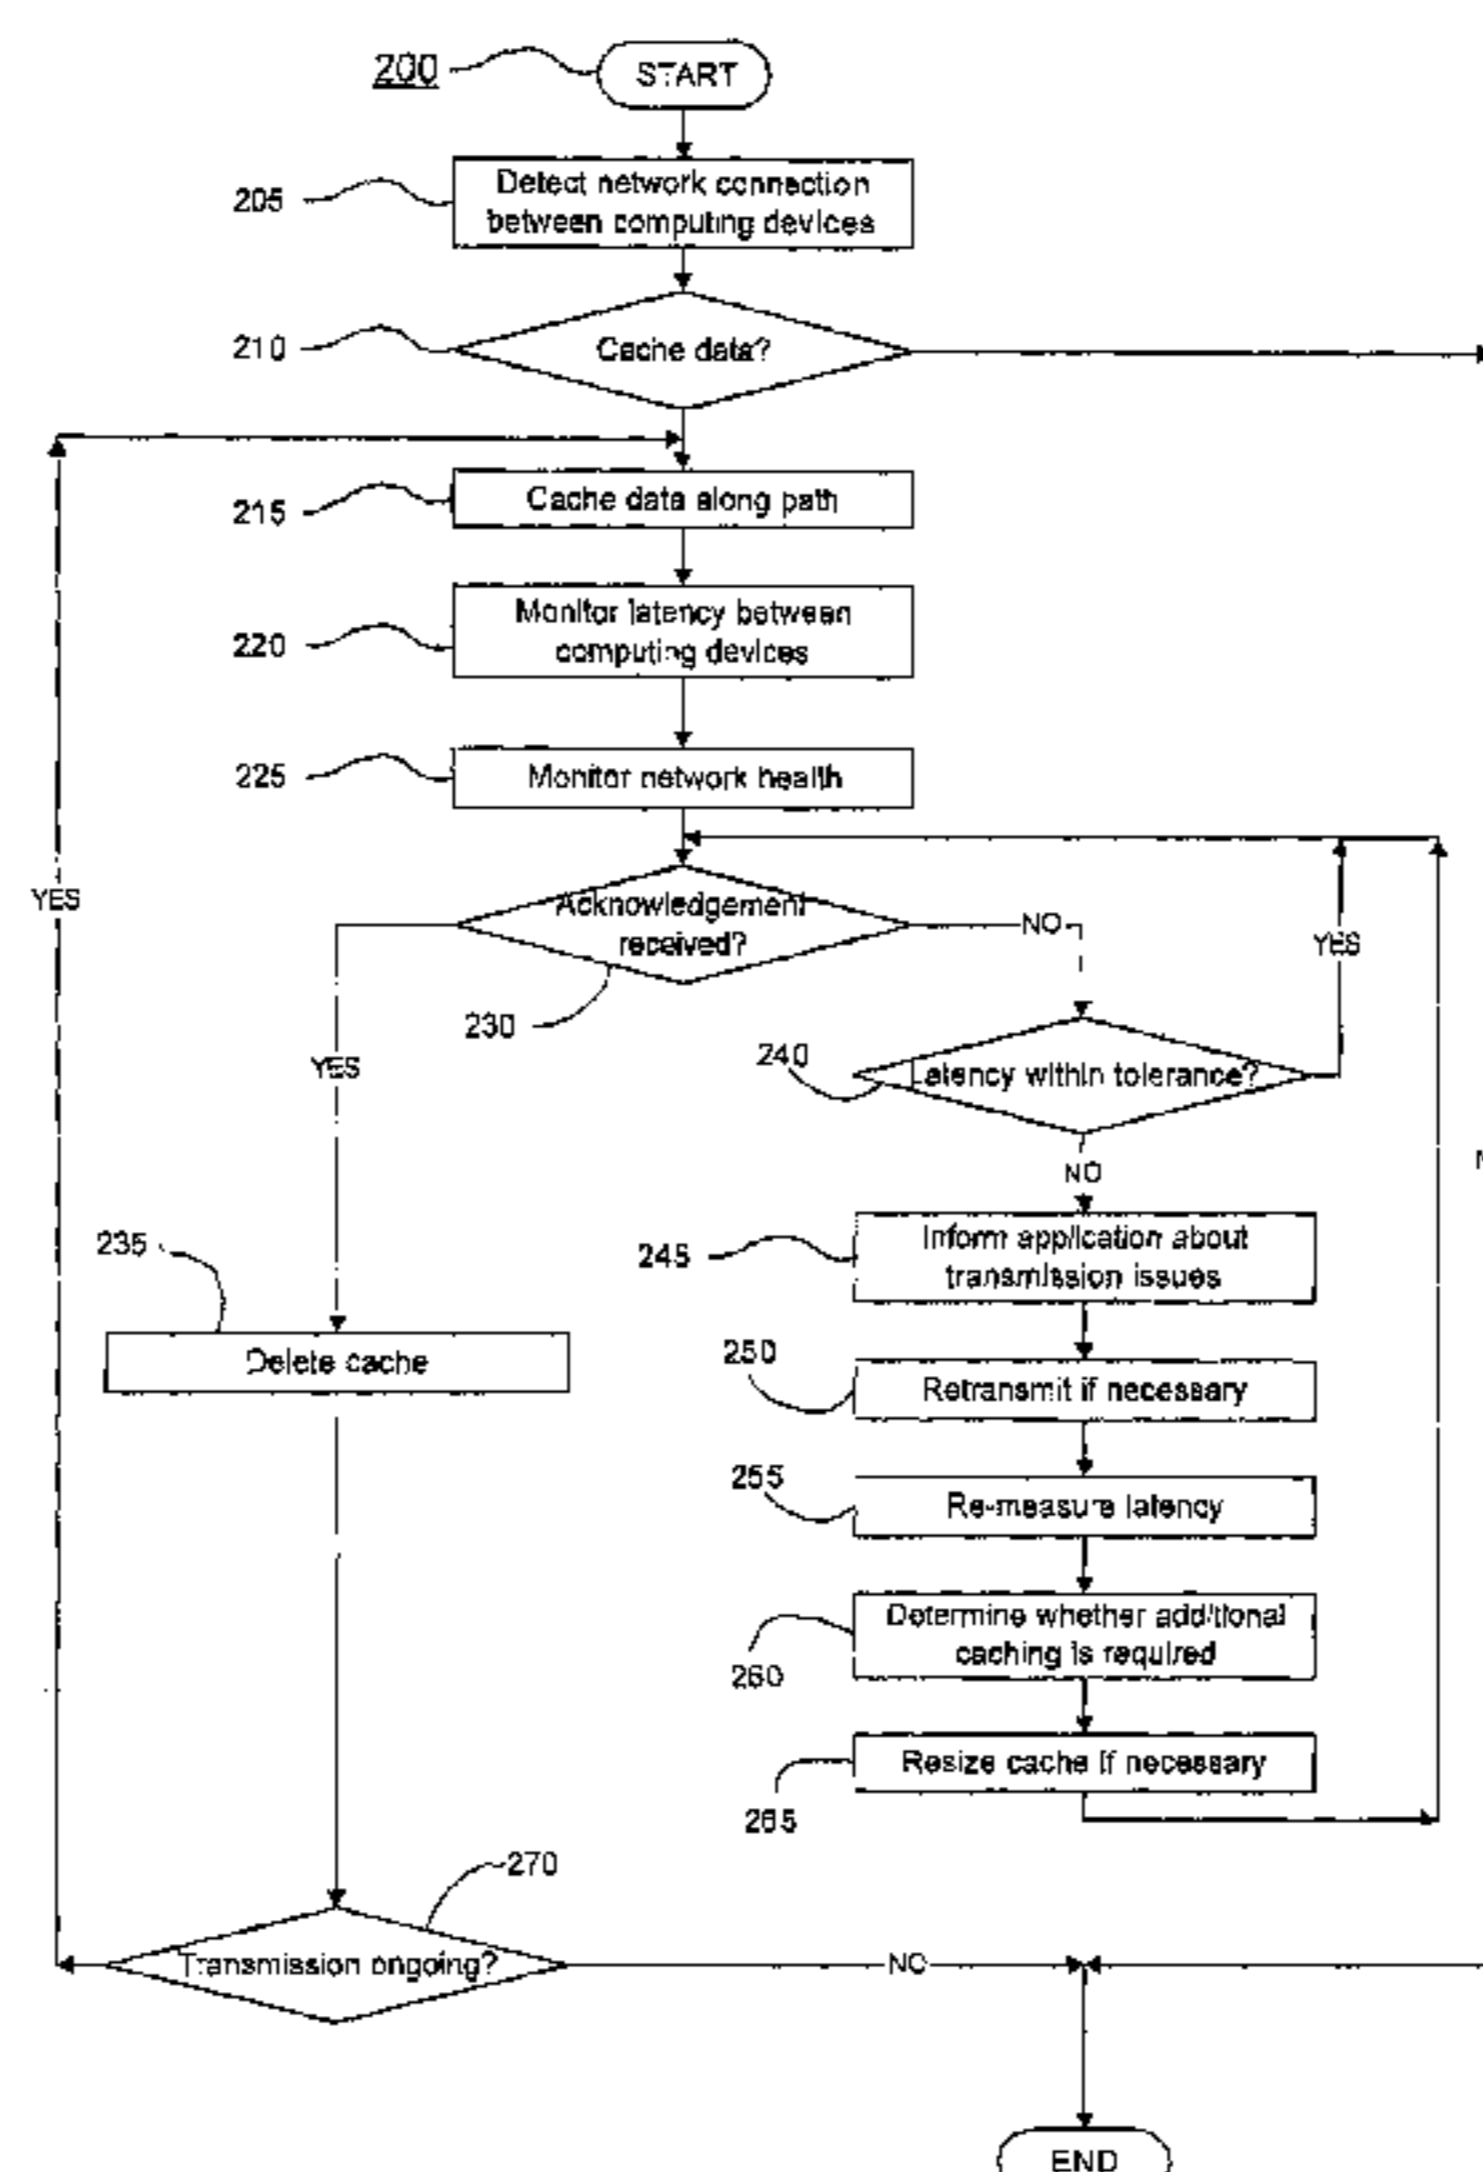 200
START
205
Detect network connection
between computing devices
210
Cache data?
215
Cache data along path
220
Monitor latency between
computing devices
225
Monitor network health
YES
Acknowledgement
received?
NO
YES
230
240
Latency within tolerance?
YES
NO
235
245
Inform application about
transmission issues
Delete cache
250
Retransmit if necessary
255
Re-measure latency
260
Determine whether additional
caching is required
265
Resize cache if necessary
270
Transmission ongoing?
NO
END